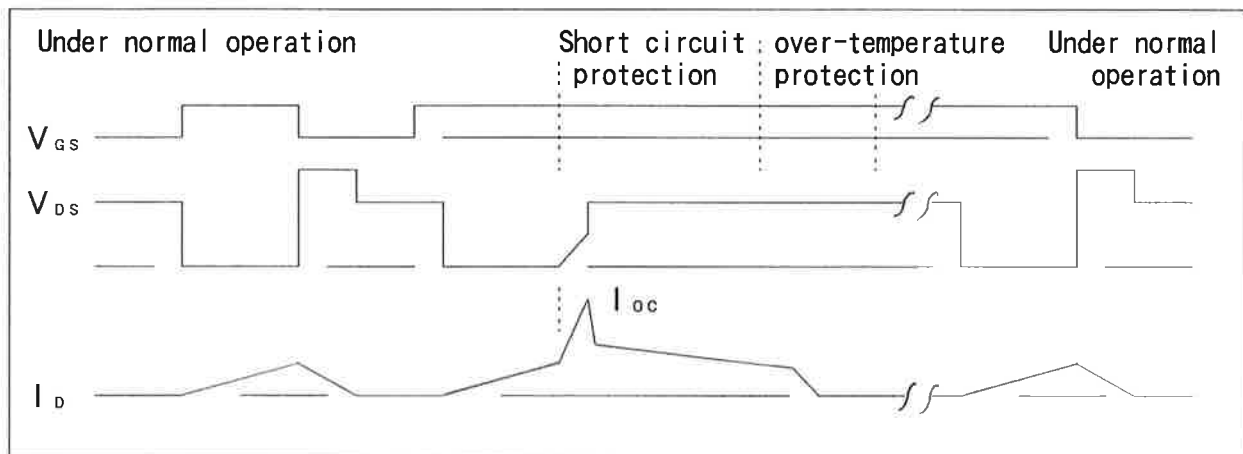 Under normal operation
Short circuit
protection
over-temperature
protection
Under normal
operation
VGS
VDS
IOC
ID